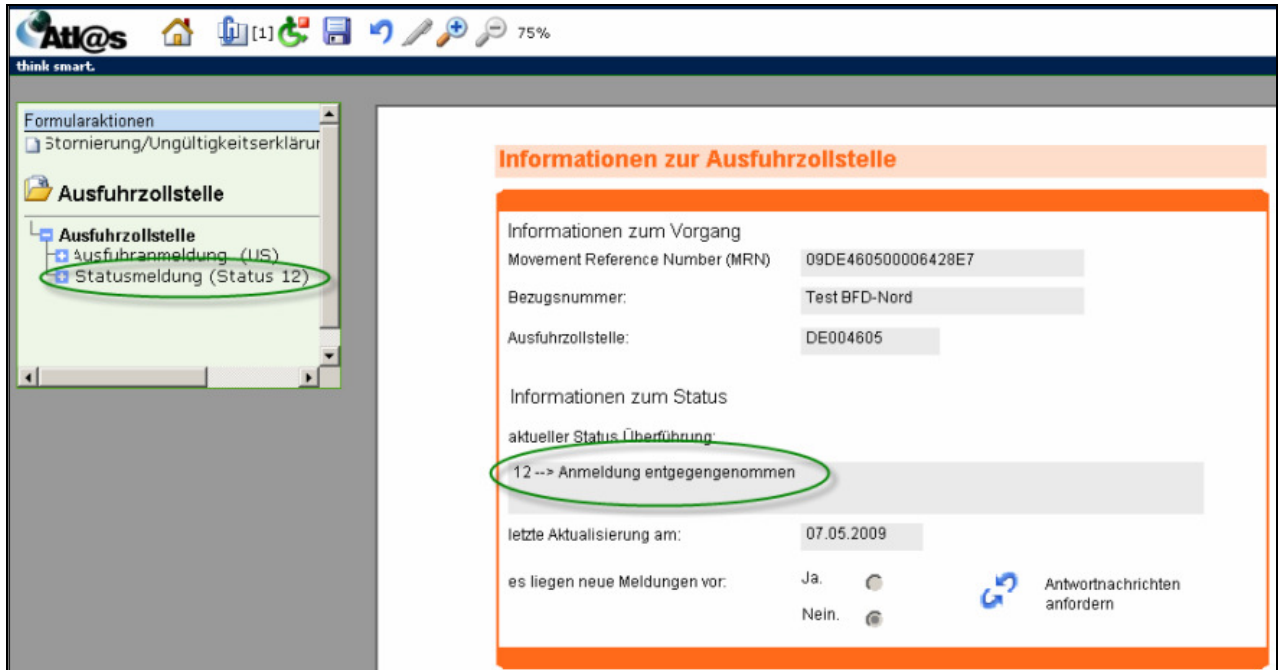 Atl@s [1] 75%
think smart.
Formularaktionen
Stornierung/Ungültigkeitserklärur
Ausfuhrzollstelle
Ausfuhrzollstelle
Ausfuhranmeldung (US)
Statusmeldung (Status 12)
Informationen zur Ausfuhrzollstelle
Informationen zum Vorgang
Movement Reference Number (MRN) 09DE460500006428E7
Bezugsnummer: Test BFD-Nord
Ausfuhrzollstelle: DE004605
Informationen zum Status
aktueller Status Überführung:
12 --> Anmeldung entgegengenommen
letzte Aktualisierung am: 07.05.2009
es liegen neue Meldungen vor: Ja.
Nein.
Antwortnachrichten
anfordern